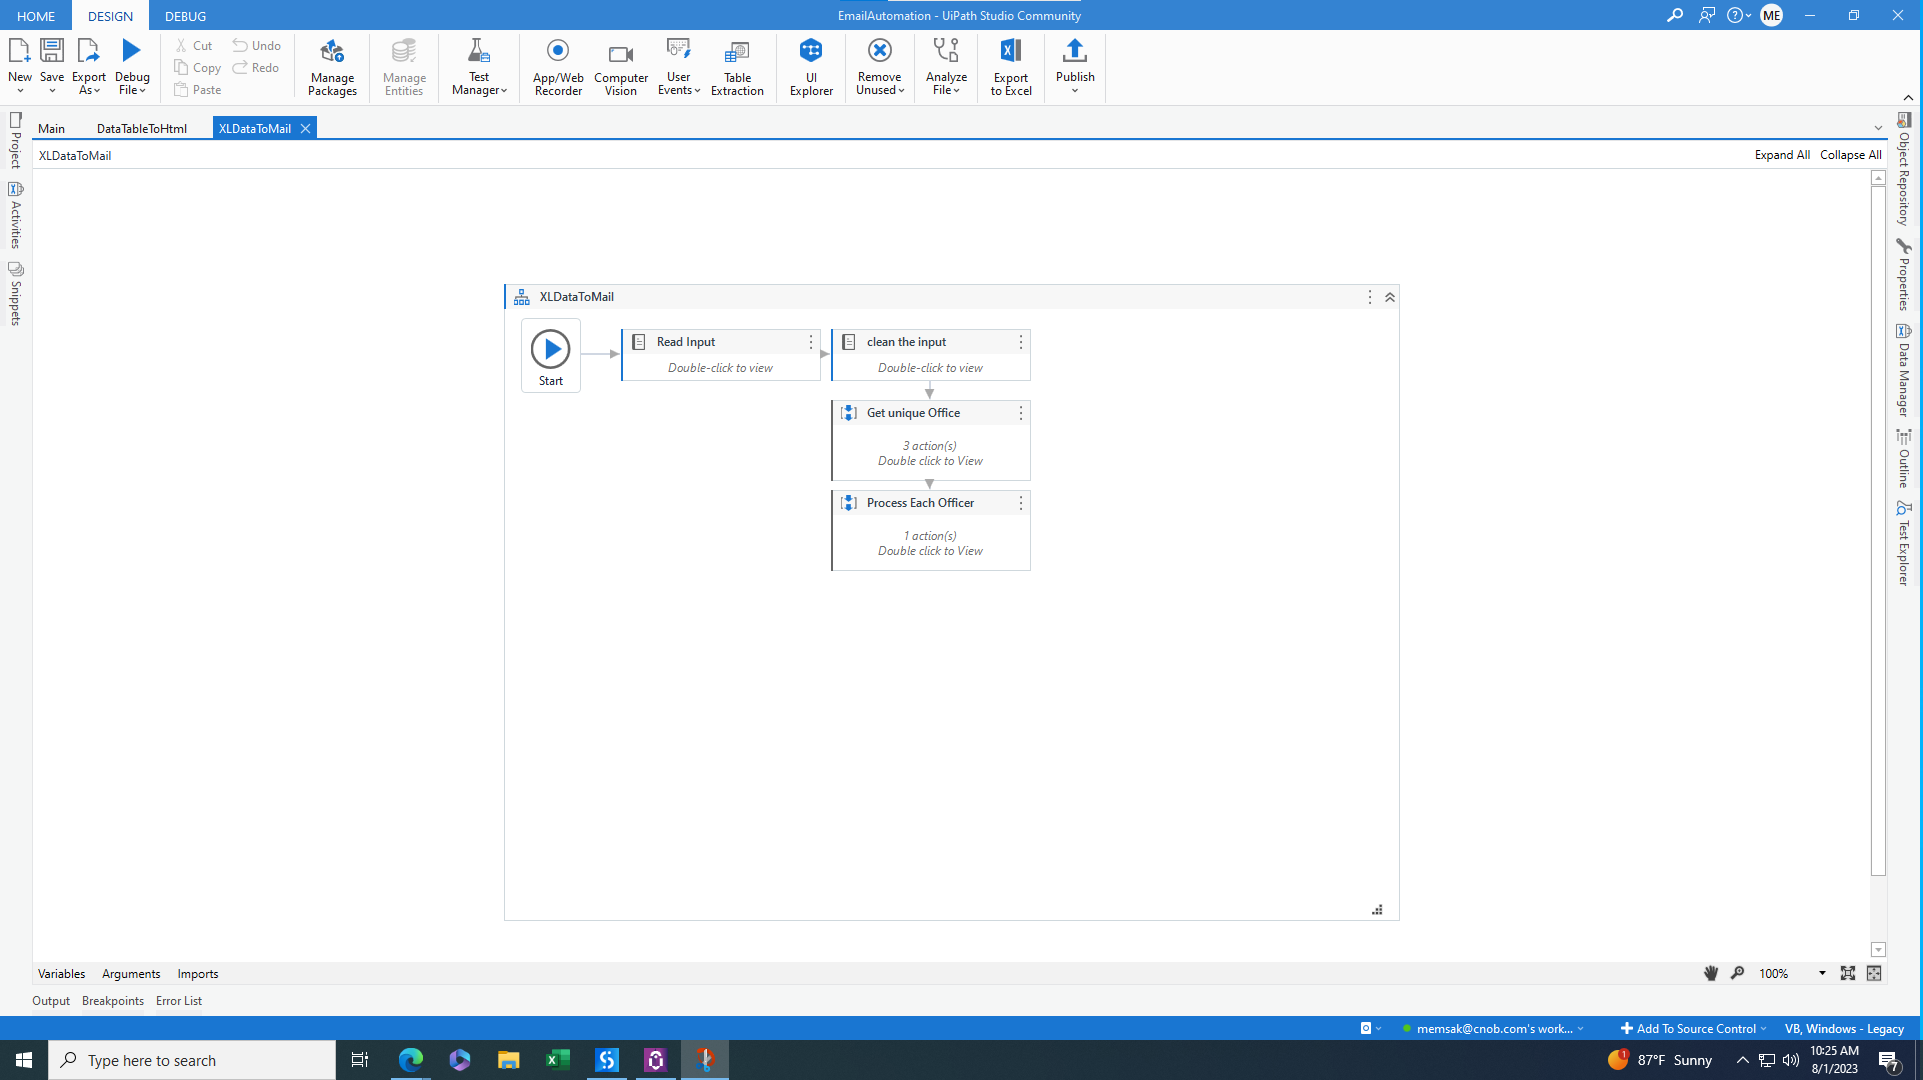 HOME DESIGN DEBUG
EmailAutomation - UiPath Studio Community
ME
New
Save
Export As
Debug File
Cut
Copy
Paste
Undo
Redo
Manage Packages
Manage Entities
Test Manager
App/Web Recorder
Computer Vision
User Events
Table Extraction
UI Explorer
Remove Unused
Analyze File
Export to Excel
Publish
Main DataTableToHtml XLDataToMail
XLDataToMail
Expand All Collapse All
Project
Activities
Snippets
Object Repository
Properties
Data Manager
Outline
Test Explorer
XLDataToMail
Start
Read Input
Double-click to view
clean the input
Double-click to view
Get unique Office
3 action(s)
Double click to View
Process Each Officer
1 action(s)
Double click to View
Variables Arguments Imports
100%
Output Breakpoints Error List
memsak@cnob.com's work...
Add To Source Control
VB, Windows - Legacy
Type here to search
1
87°F Sunny
10:25 AM
8/1/2023
7